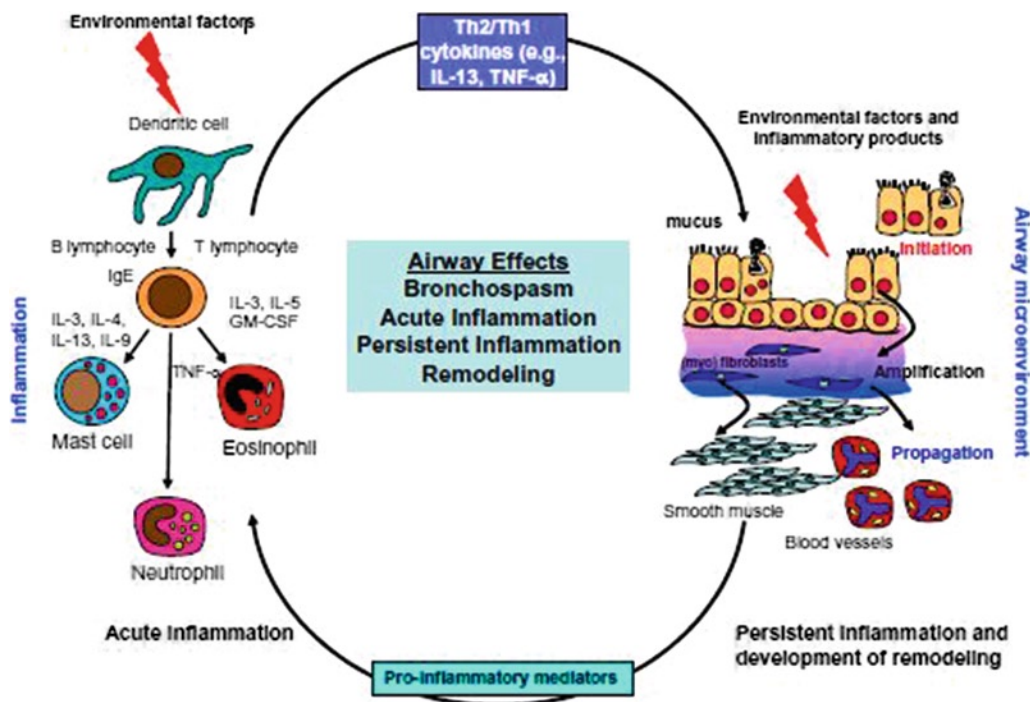 Environmental factors
Dendritic cell
B lymphocyte
T lymphocyte
IgE
IL-3, IL-4,
IL-13, IL-9
IL-3, IL-5
GM-CSF
TNF-α
Mast cell
Eosinophil
Neutrophil
Inflammation
Acute Inflammation
Th2/Th1
cytokines (e.g.,
IL-13, TNF-α)
Airway Effects
Bronchospasm
Acute Inflammation
Persistent Inflammation
Remodeling
Pro-inflammatory mediators
Environmental factors and
inflammatory products
mucus
Initiation
(myo) fibroblasts
Amplification
Propagation
Smooth muscle
Blood vessels
Airway microenvironment
Persistent inflammation and
development of remodeling